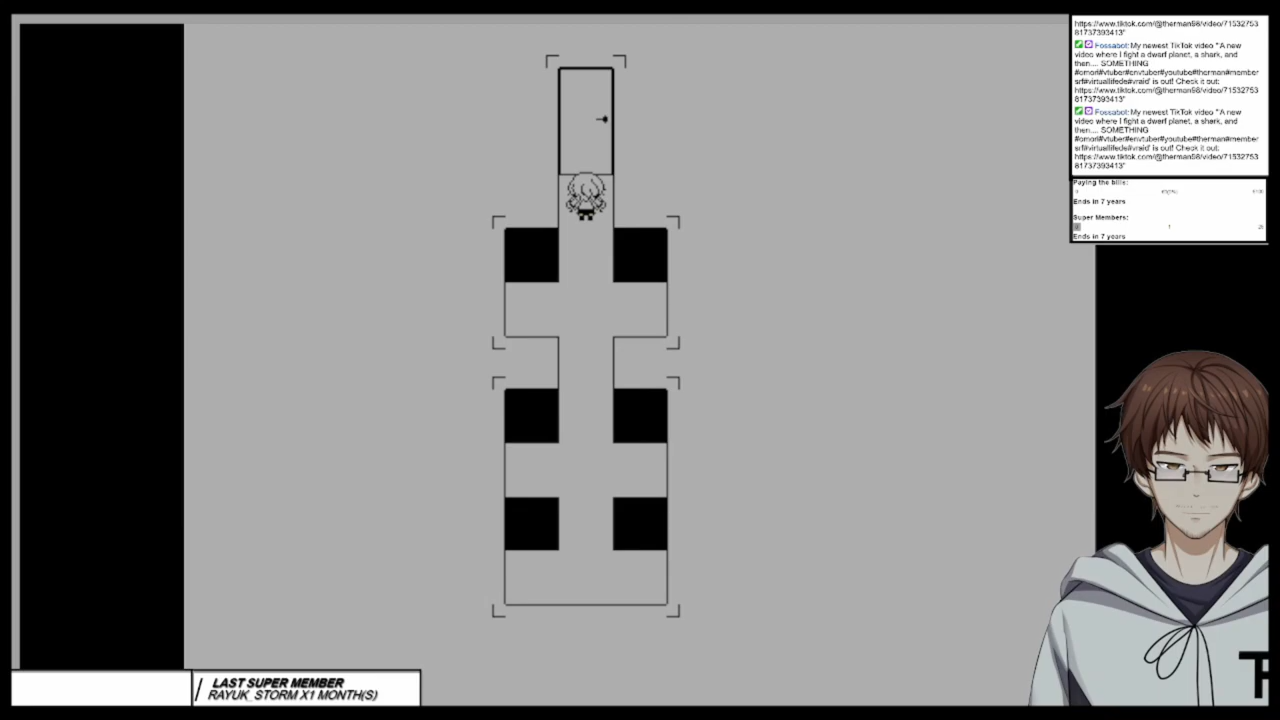 https://www.tiktok.com/@therman98/video/71532753
81737393413"
Fossabot: My newest TikTok video "A new
video where I fight a dwarf planet, a shark, and
then.... SOMETHING
#omori#vtuber#envtuber#youtube#therman#member
srf#virtuallifede#vraid" is out! Check it out:
https://www.tiktok.com/@therman98/video/71532753
81737393413"
Fossabot: My newest TikTok video "A new
video where I fight a dwarf planet, a shark, and
then.... SOMETHING
#omori#vtuber#envtuber#youtube#therman#member
srf#virtuallifede#vraid" is out! Check it out:
https://www.tiktok.com/@therman98/video/71532753
81737393413"
Paying the bills:
Ends in 7 years
Super Members:
Ends in 7 years
LAST SUPER MEMBER
RAYUK_STORM X1 MONTH(S)